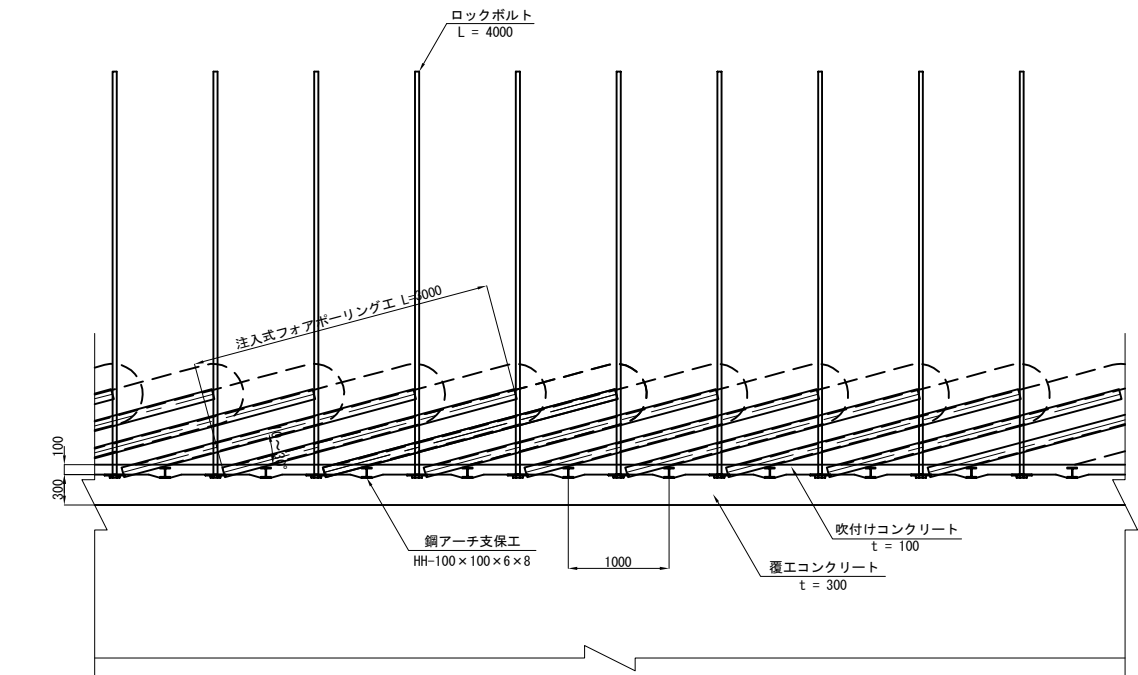 ロックボルト
L = 4000
注入式フォアポーリング工 L=3000
100
300
鋼アーチ支保工
HH-100×100×6×8
1000
吹付けコンクリート
t = 100
覆工コンクリート
t = 300